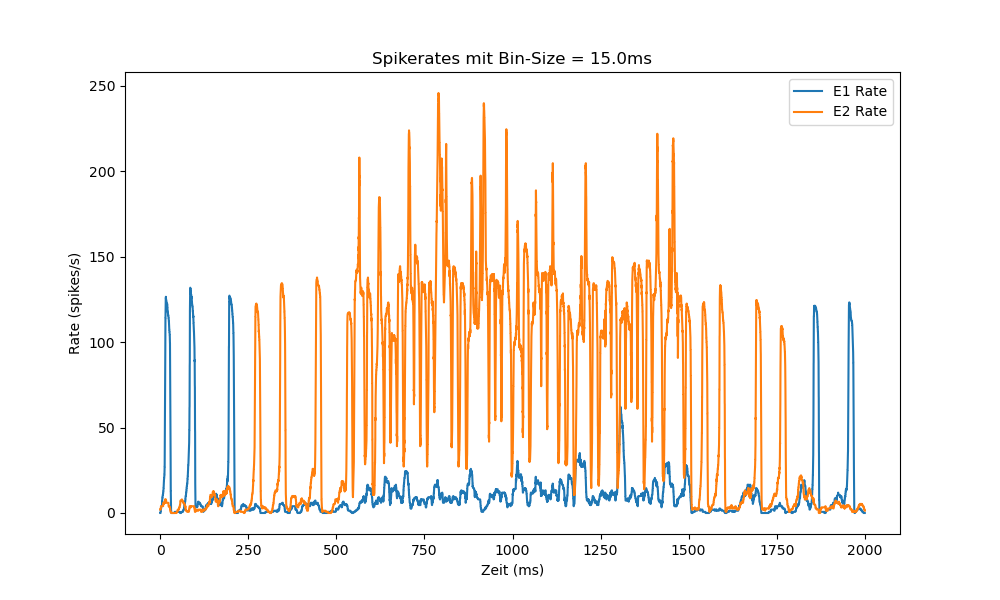 Spikerates mit Bin-Size = 15.0ms
E1 Rate
E2 Rate
Rate (spikes/s)
250
200
150
100
50
0
0 250 500 750 1000 1250 1500 1750 2000
Zeit (ms)